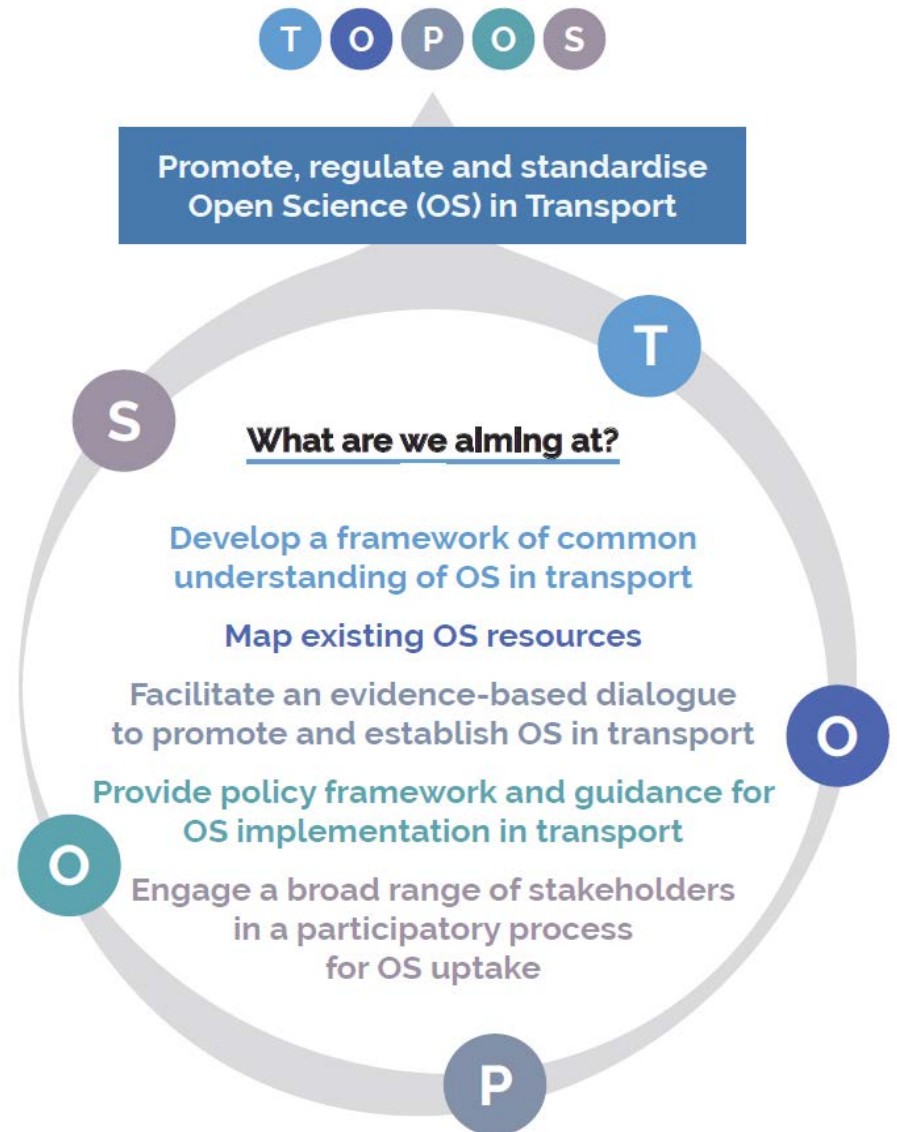 T O P O S
Promote, regulate and standardise
Open Science (OS) in Transport
T
S
What are we aiming at?
Develop a framework of common
understanding of OS in transport
Map existing OS resources
Facilitate an evidence-based dialogue
to promote and establish OS in transport
O
Provide policy framework and guidance for
OS implementation in transport
O
Engage a broad range of stakeholders
in a participatory process
for OS uptake
P